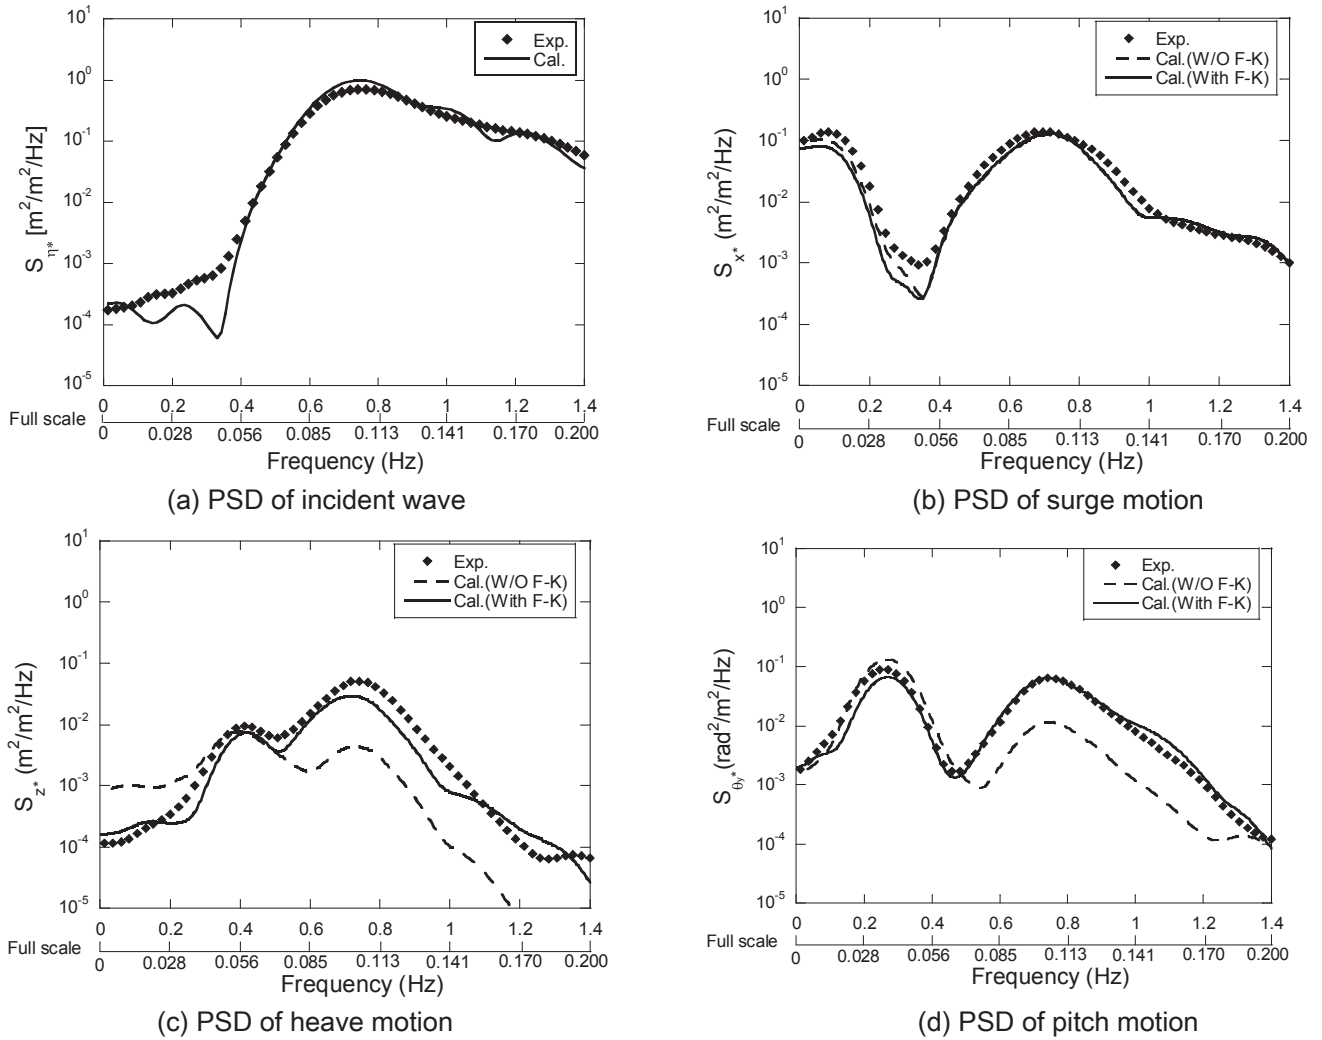 10^1
10^0
10^-1
10^-2
10^-3
10^-4
10^-5
S_η* [m^2/m^2/Hz]
Exp.
Cal.
0 0.2 0.4 0.6 0.8 1 1.2 1.4
Full scale
0 0.028 0.056 0.085 0.113 0.141 0.170 0.200
Frequency (Hz)
(a) PSD of incident wave
10^1
10^0
10^-1
10^-2
10^-3
10^-4
10^-5
S_x* (m^2/m^2/Hz)
Exp.
Cal.(W/O F-K)
Cal.(With F-K)
0 0.2 0.4 0.6 0.8 1 1.2 1.4
Full scale
0 0.028 0.056 0.085 0.113 0.141 0.170 0.200
Frequency (Hz)
(b) PSD of surge motion
10^1
10^0
10^-1
10^-2
10^-3
10^-4
10^-5
S_z* (m^2/m^2/Hz)
Exp.
Cal.(W/O F-K)
Cal.(With F-K)
0 0.2 0.4 0.6 0.8 1 1.2 1.4
Full scale
0 0.028 0.056 0.085 0.113 0.141 0.170 0.200
Frequency (Hz)
(c) PSD of heave motion
10^1
10^0
10^-1
10^-2
10^-3
10^-4
10^-5
S_θy* (rad^2/m^2/Hz)
Exp.
Cal.(W/O F-K)
Cal.(With F-K)
0 0.2 0.4 0.6 0.8 1 1.2 1.4
Full scale
0 0.028 0.056 0.085 0.113 0.141 0.170 0.200
Frequency (Hz)
(d) PSD of pitch motion